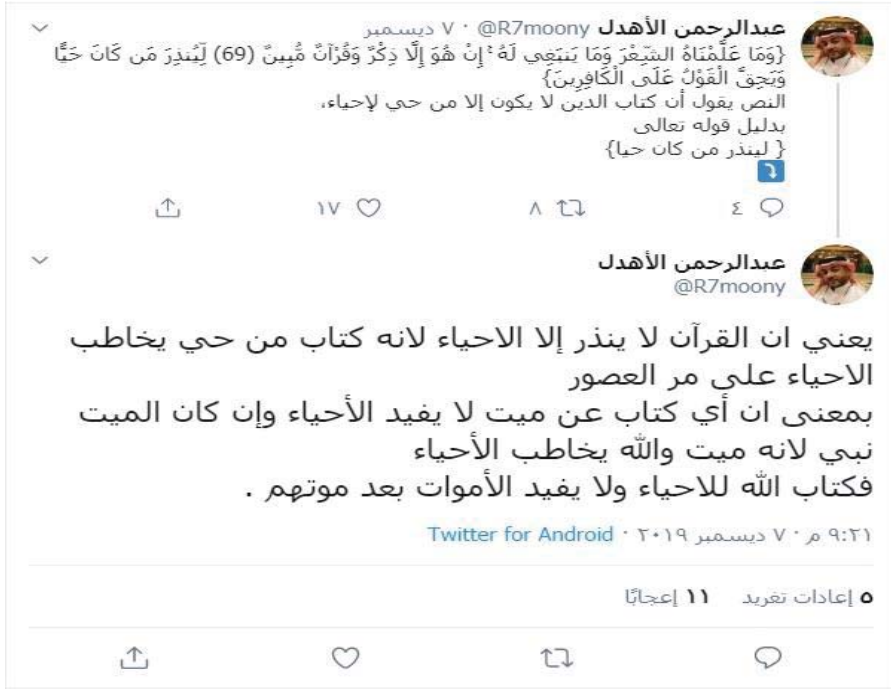 عبدالرحمن الأهدل @R7moony · ٧ ديسمبر
{وَمَا عَلَّمْنَاهُ الشِّعْرَ وَمَا يَنبَغِي لَهُ ۚ إِنْ هُوَ إِلَّا ذِكْرٌ وَقُرْآنٌ مُّبِينٌ (69) لِّيُنذِرَ مَن كَانَ حَيًّا
وَيَحِقَّ الْقَوْلُ عَلَى الْكَافِرِينَ}
النص يقول أن كتاب الدين لا يكون إلا من حي لإحياء،
بدليل قوله تعالى
{ لينذر من كان حيا}
٤ ٨ ١٧
عبدالرحمن الأهدل
@R7moony
يعني ان القرآن لا ينذر إلا الاحياء لانه كتاب من حي يخاطب
الاحياء على مر العصور
بمعنى ان أي كتاب عن ميت لا يفيد الأحياء وإن كان الميت
نبي لانه ميت والله يخاطب الأحياء
فكتاب الله للاحياء ولا يفيد الأموات بعد موتهم .
٩:٢١ م · ٧ ديسمبر ٢٠١٩ · Twitter for Android
٥ إعادات تغريد ١١ إعجابًا